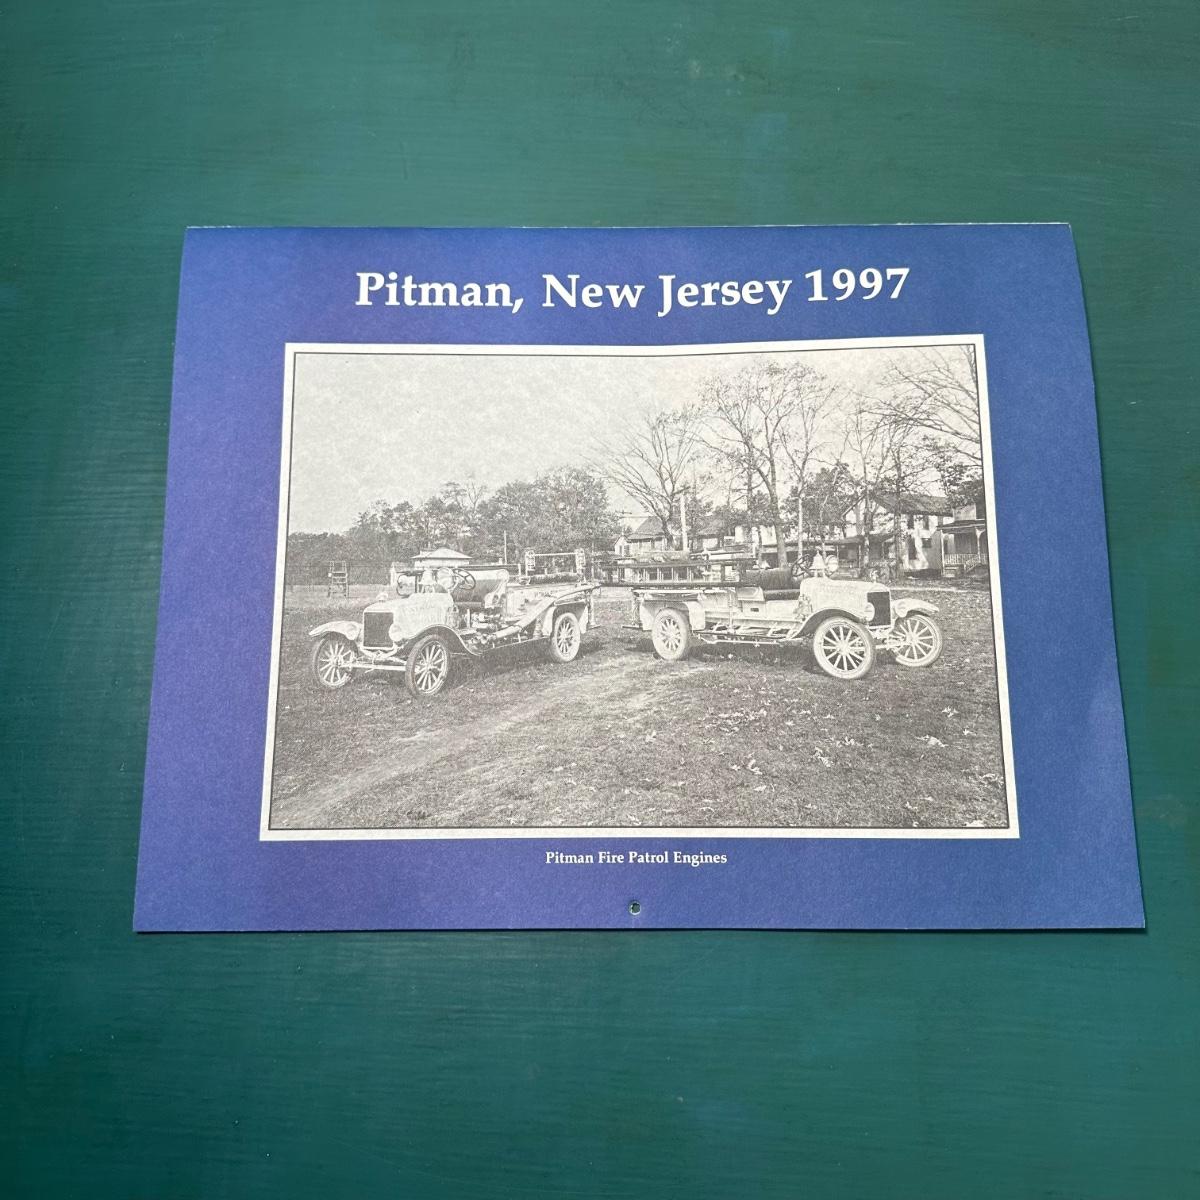 Pitman, New Jersey 1997
Pitman Fire Patrol Engines